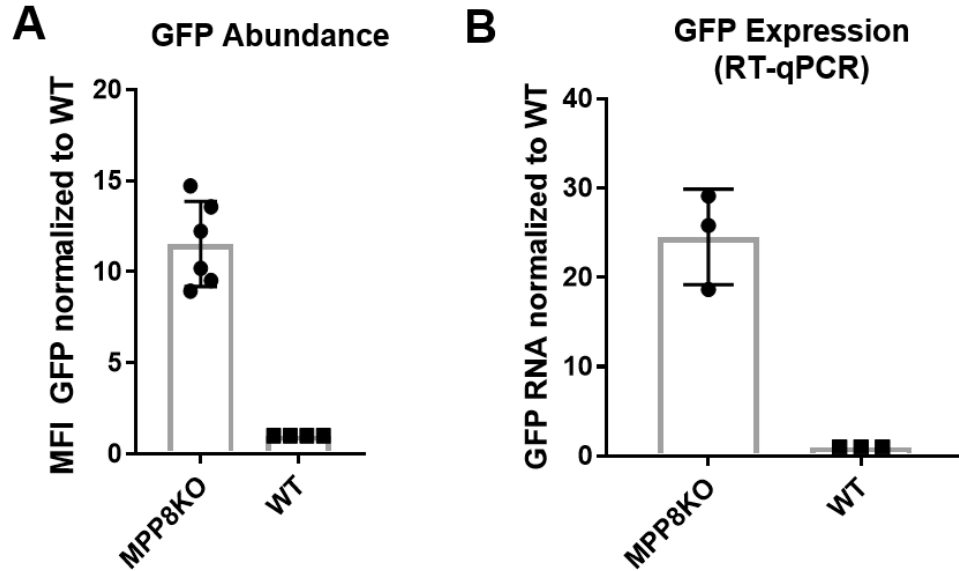 A
GFP Abundance
MFI GFP normalized to WT
20
15
10
5
0
MPP8KO
WT
B
GFP Expression
(RT-qPCR)
GFP RNA normalized to WT
40
30
20
10
0
MPP8KO
WT